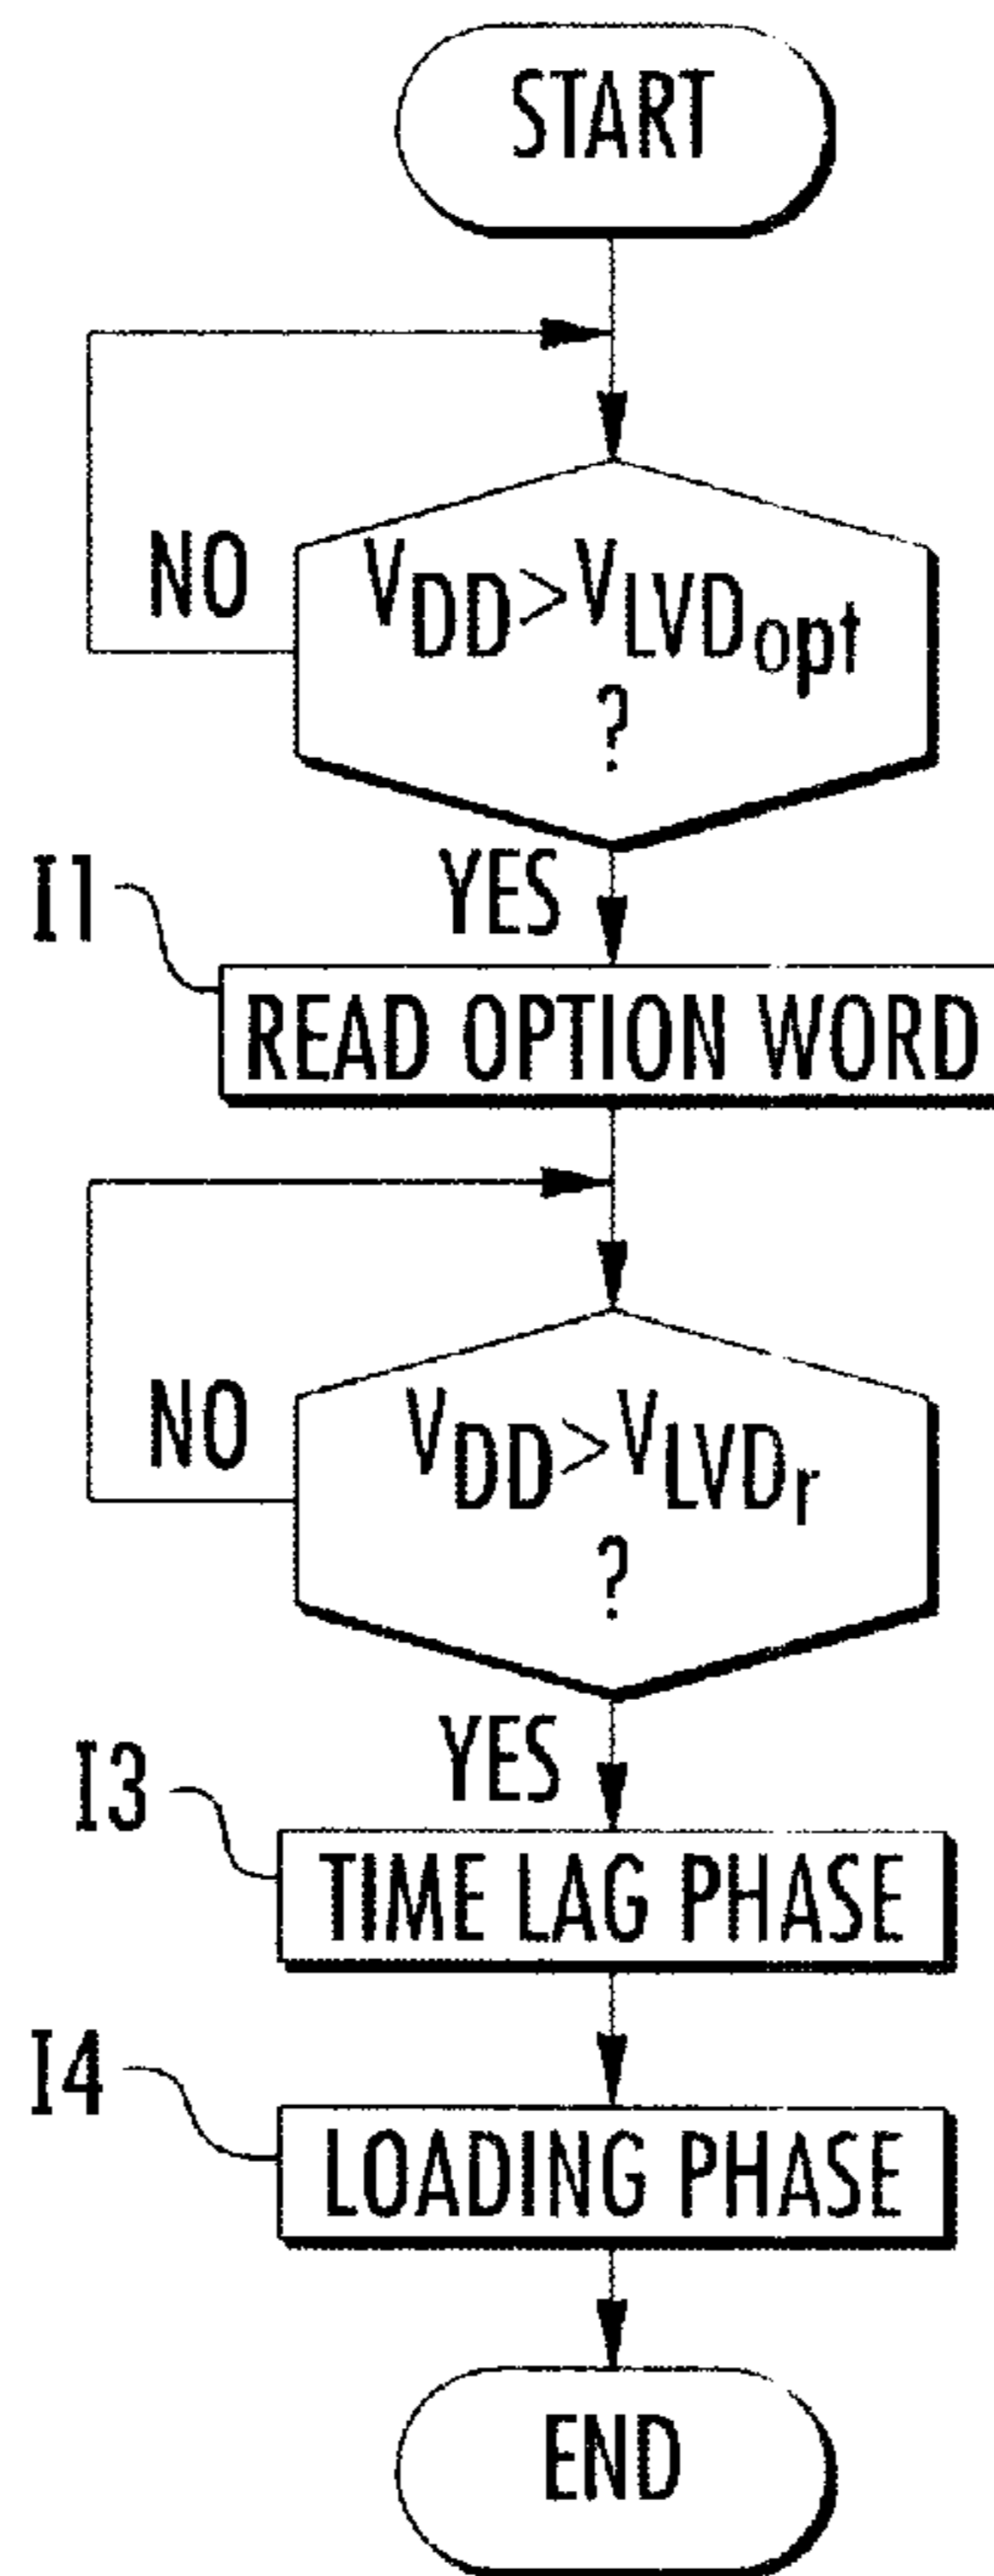 START
NO
VDD>VLVDopt
?
YES
I1
READ OPTION WORD
NO
VDD>VLVDr
?
YES
I3
TIME LAG PHASE
I4
LOADING PHASE
END